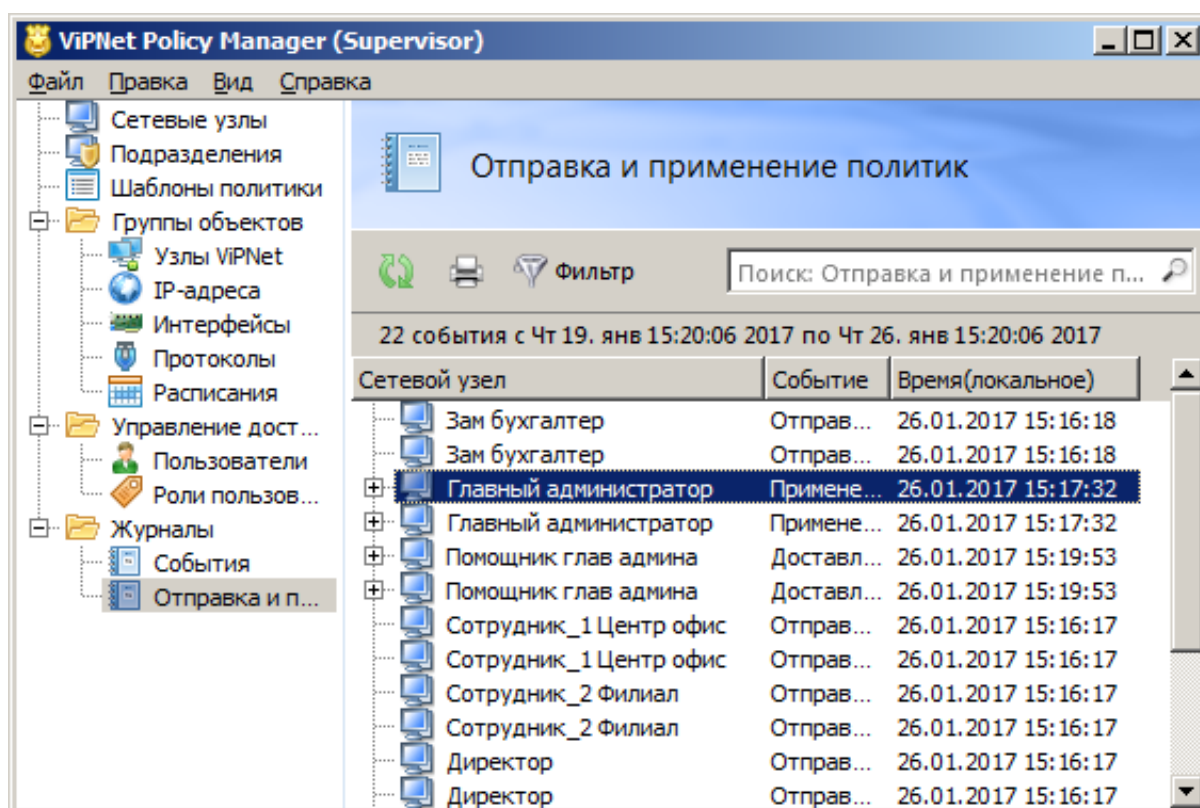 ViPNet Policy Manager (Supervisor)
Файл Правка Вид Справка
Сетевые узлы
Подразделения
Шаблоны политики
Группы объектов
Узлы ViPNet
IP-адреса
Интерфейсы
Протоколы
Расписания
Управление дост...
Пользователи
Роли пользов...
Журналы
События
Отправка и п...
Отправка и применение политик
Фильтр Поиск: Отправка и применение п...
22 события с Чт 19. янв 15:20:06 2017 по Чт 26. янв 15:20:06 2017
Сетевой узел Событие Время(локальное)
Зам бухгалтер Отправ... 26.01.2017 15:16:18
Зам бухгалтер Отправ... 26.01.2017 15:16:18
Главный администратор Примене... 26.01.2017 15:17:32
Главный администратор Примене... 26.01.2017 15:17:32
Помощник глав админа Доставл... 26.01.2017 15:19:53
Помощник глав админа Доставл... 26.01.2017 15:19:53
Сотрудник_1 Центр офис Отправ... 26.01.2017 15:16:17
Сотрудник_1 Центр офис Отправ... 26.01.2017 15:16:17
Сотрудник_2 Филиал Отправ... 26.01.2017 15:16:17
Сотрудник_2 Филиал Отправ... 26.01.2017 15:16:17
Директор Отправ... 26.01.2017 15:16:17
Директор Отправ... 26.01.2017 15:16:17